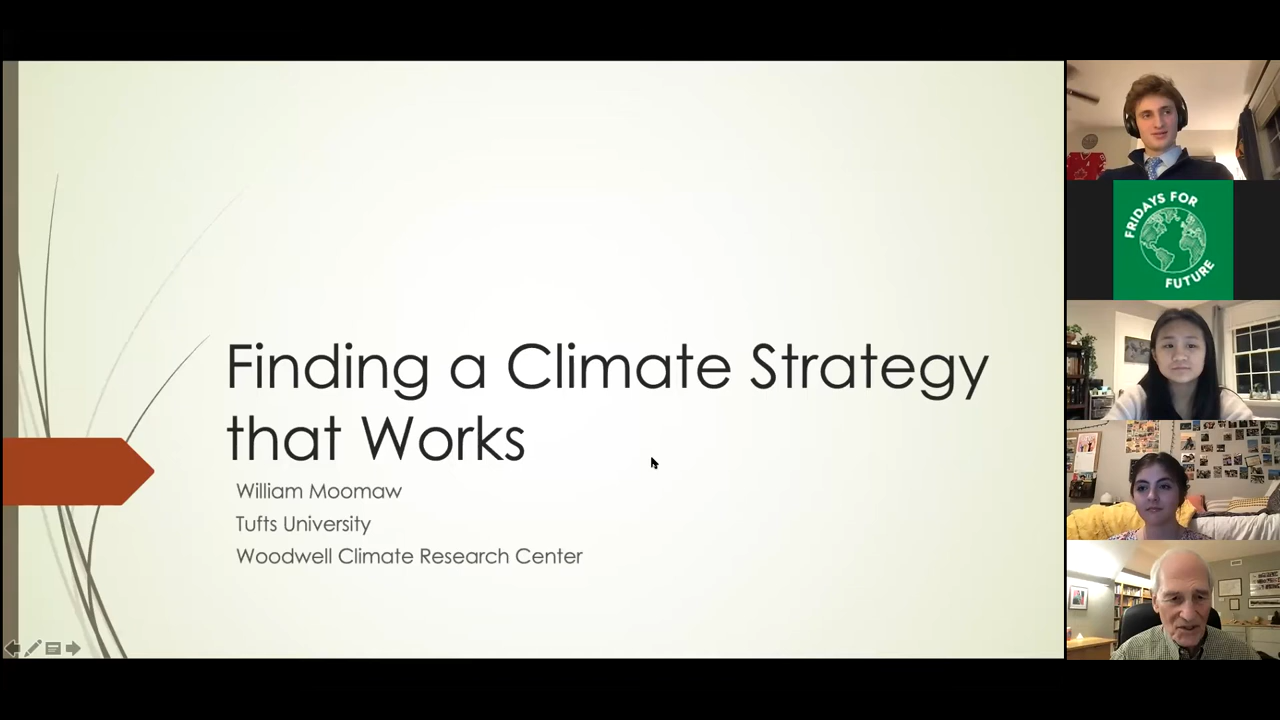 Finding a Climate Strategy
that Works
William Moomaw
Tufts University
Woodwell Climate Research Center
FRIDAYS FOR
FUTURE